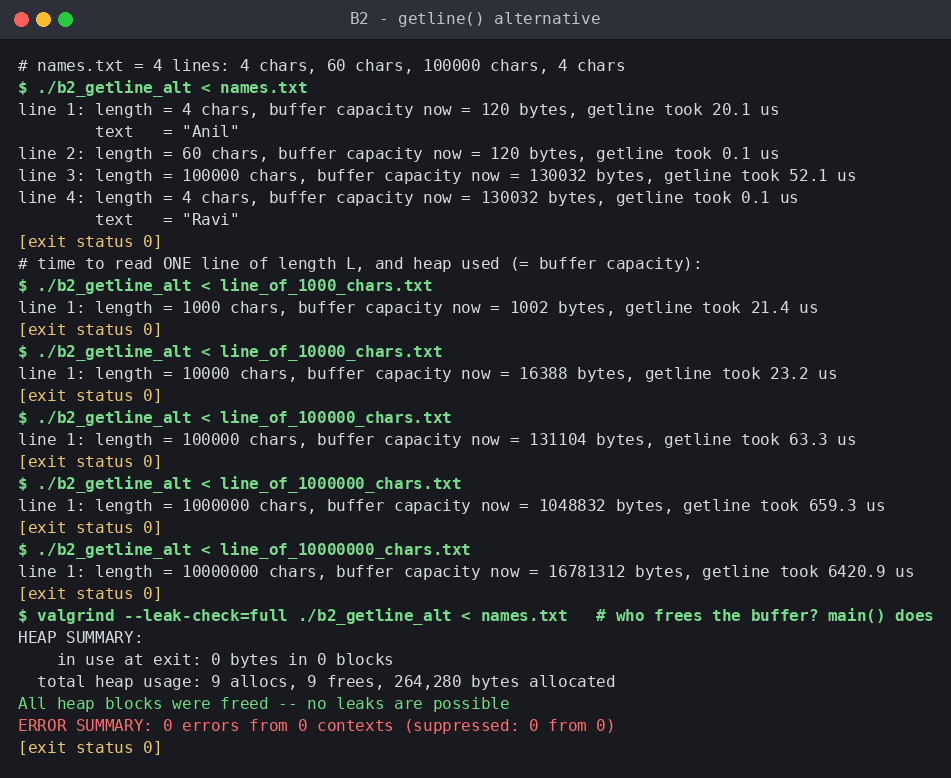 B2 - getline() alternative
# names.txt = 4 lines: 4 chars, 60 chars, 100000 chars, 4 chars
$ ./b2_getline_alt < names.txt
line 1: length = 4 chars, buffer capacity now = 120 bytes, getline took 20.1 us
        text   = "Anil"
line 2: length = 60 chars, buffer capacity now = 120 bytes, getline took 0.1 us
line 3: length = 100000 chars, buffer capacity now = 130032 bytes, getline took 52.1 us
line 4: length = 4 chars, buffer capacity now = 130032 bytes, getline took 0.1 us
        text   = "Ravi"
[exit status 0]
# time to read ONE line of length L, and heap used (= buffer capacity):
$ ./b2_getline_alt < line_of_1000_chars.txt
line 1: length = 1000 chars, buffer capacity now = 1002 bytes, getline took 21.4 us
[exit status 0]
$ ./b2_getline_alt < line_of_10000_chars.txt
line 1: length = 10000 chars, buffer capacity now = 16388 bytes, getline took 23.2 us
[exit status 0]
$ ./b2_getline_alt < line_of_100000_chars.txt
line 1: length = 100000 chars, buffer capacity now = 131104 bytes, getline took 63.3 us
[exit status 0]
$ ./b2_getline_alt < line_of_1000000_chars.txt
line 1: length = 1000000 chars, buffer capacity now = 1048832 bytes, getline took 659.3 us
[exit status 0]
$ ./b2_getline_alt < line_of_10000000_chars.txt
line 1: length = 10000000 chars, buffer capacity now = 16781312 bytes, getline took 6420.9 us
[exit status 0]
$ valgrind --leak-check=full ./b2_getline_alt < names.txt   # who frees the buffer? main() does
HEAP SUMMARY:
    in use at exit: 0 bytes in 0 blocks
  total heap usage: 9 allocs, 9 frees, 264,280 bytes allocated
All heap blocks were freed -- no leaks are possible
ERROR SUMMARY: 0 errors from 0 contexts (suppressed: 0 from 0)
[exit status 0]